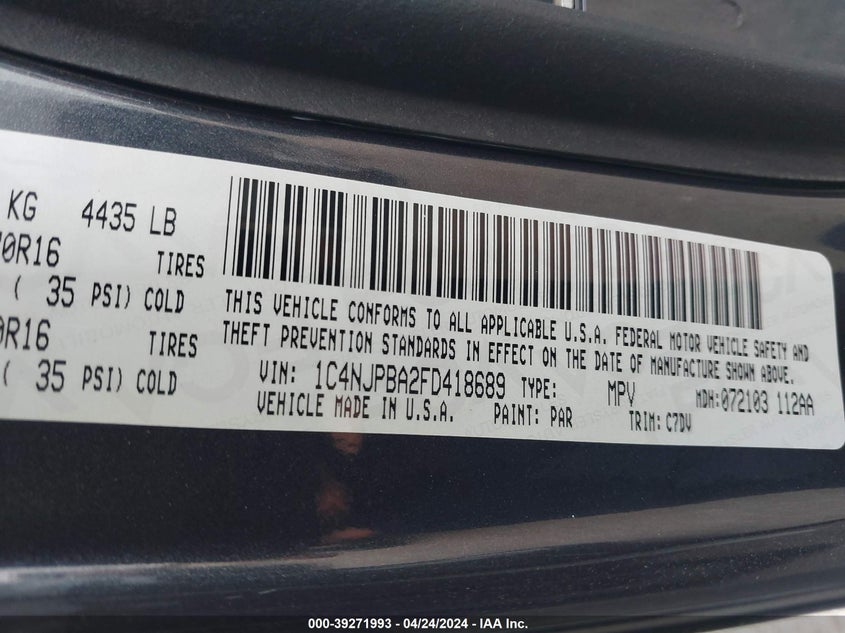 KG 4435 LB
70R16 TIRES
( 35 PSI) COLD
0R16 TIRES
( 35 PSI) COLD
THIS VEHICLE CONFORMS TO ALL APPLICABLE U.S.A. FEDERAL MOTOR VEHICLE SAFETY AND
THEFT PREVENTION STANDARDS IN EFFECT ON THE DATE OF MANUFACTURE SHOWN ABOVE.
VIN: 1C4NJPBA2FD418689 TYPE: MPV MDH:072103 112AA
VEHICLE MADE IN U.S.A. PAINT: PAR TRIM: C7DV
000-39271993 / 04/24/2024 - IAA Inc.